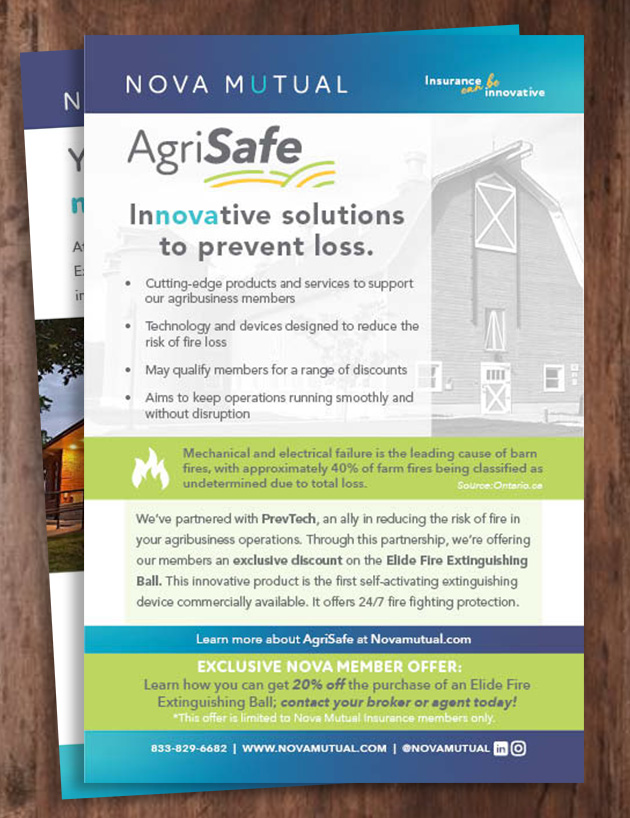 NOVA MUTUAL
Insurance can be innovative
AgriSafe
Innovative solutions
to prevent loss.
• Cutting-edge products and services to support
our agribusiness members
• Technology and devices designed to reduce the
risk of fire loss
• May qualify members for a range of discounts
• Aims to keep operations running smoothly and
without disruption
Mechanical and electrical failure is the leading cause of barn
fires, with approximately 40% of farm fires being classified as
undetermined due to total loss.
Source:Ontario.ca
We’ve partnered with PrevTech, an ally in reducing the risk of fire in
your agribusiness operations. Through this partnership, we’re offering
our members an exclusive discount on the Elide Fire Extinguishing
Ball. This innovative product is the first self-activating extinguishing
device commercially available. It offers 24/7 fire fighting protection.
Learn more about AgriSafe at Novamutual.com
EXCLUSIVE NOVA MEMBER OFFER:
Learn how you can get 20% off the purchase of an Elide Fire
Extinguishing Ball; contact your broker or agent today!
*This offer is limited to Nova Mutual Insurance members only.
833-829-6682 | WWW.NOVAMUTUAL.COM | @NOVAMUTUAL in